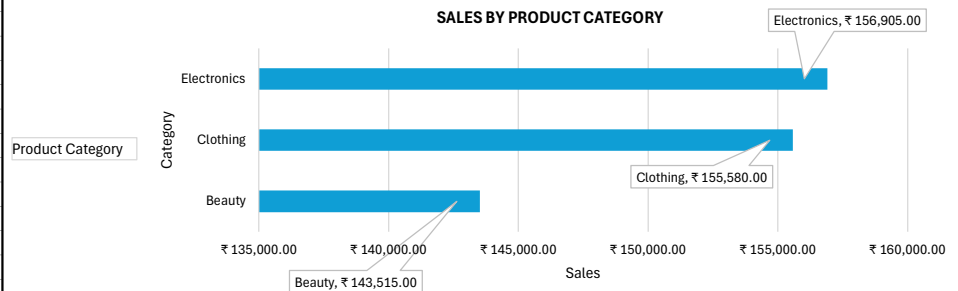 SALES BY PRODUCT CATEGORY
Electronics, ₹ 156,905.00
Electronics
Clothing
Product Category
Category
Clothing, ₹ 155,580.00
Beauty
₹ 135,000.00 ₹ 140,000.00 ₹ 145,000.00 ₹ 150,000.00 ₹ 155,000.00 ₹ 160,000.00
Sales
Beauty, ₹ 143,515.00